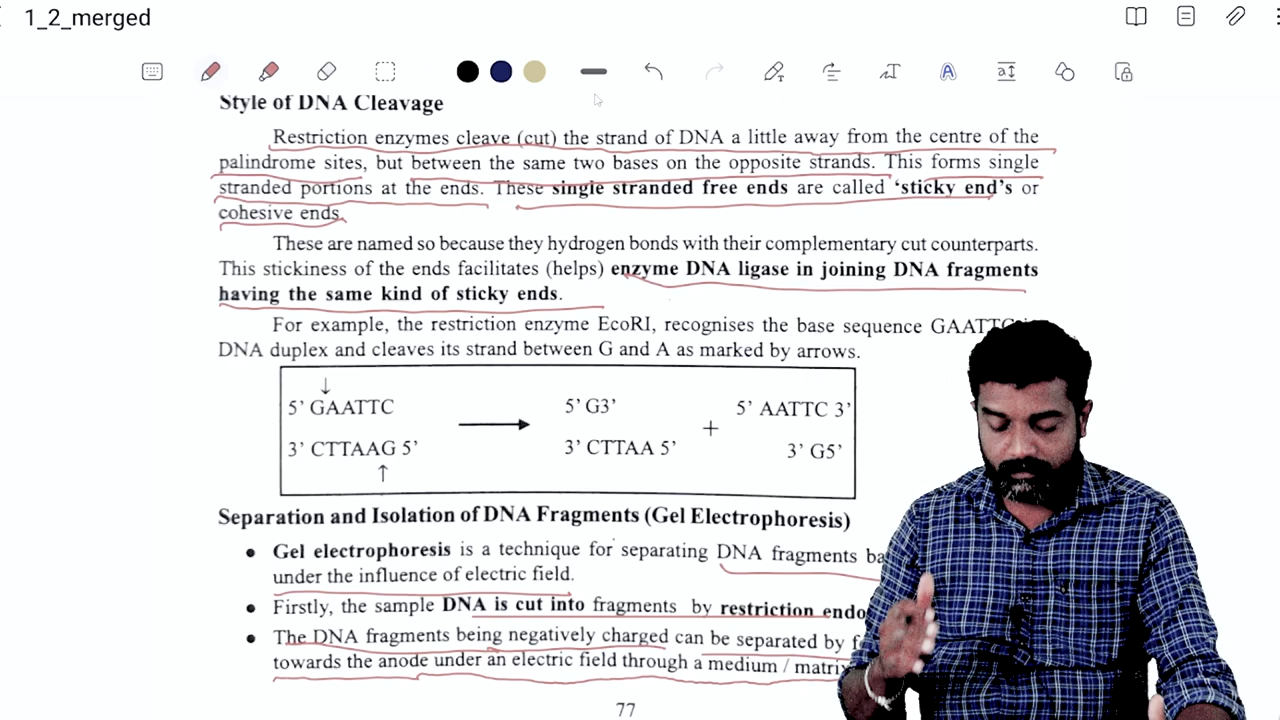 1_2_merged
Style of DNA Cleavage
Restriction enzymes cleave (cut) the strand of DNA a little away from the centre of the
palindrome sites, but between the same two bases on the opposite strands. This forms single
stranded portions at the ends. These single stranded free ends are called ‘sticky end’s or
cohesive ends.
These are named so because they hydrogen bonds with their complementary cut counterparts.
This stickiness of the ends facilitates (helps) enzyme DNA ligase in joining DNA fragments
having the same kind of sticky ends.
For example, the restriction enzyme EcoRI, recognises the base sequence GAATTC
DNA duplex and cleaves its strand between G and A as marked by arrows.
↓
5’ GAATTC → 5’ G3’ + 5’ AATTC 3’
3’ CTTAAG 5’ 3’ CTTAA 5’ 3’ G5’
↑
Separation and Isolation of DNA Fragments (Gel Electrophoresis)
• Gel electrophoresis is a technique for separating DNA fragments
under the influence of electric field.
• Firstly, the sample DNA is cut into fragments by restriction
• The DNA fragments being negatively charged can be separated by
towards the anode under an electric field through a medium / matrix
77